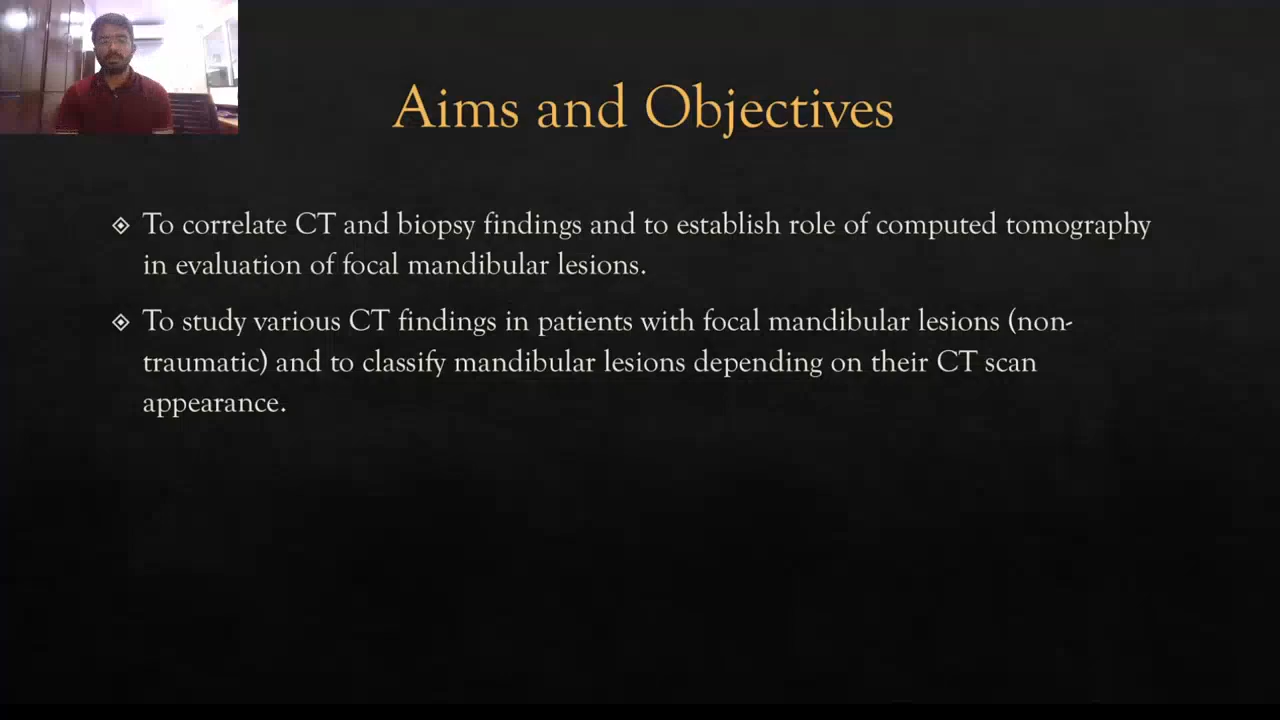 Aims and Objectives
To correlate CT and biopsy findings and to establish role of computed tomography
in evaluation of focal mandibular lesions.
To study various CT findings in patients with focal mandibular lesions (non-
traumatic) and to classify mandibular lesions depending on their CT scan
appearance.